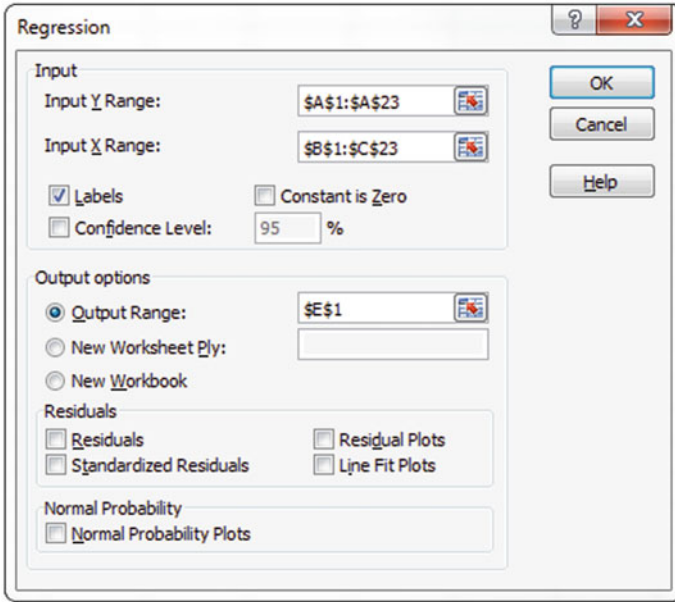 Regression
Input
Input Y Range: $A$1:$A$23
Input X Range: $B$1:$C$23
Labels Constant is Zero
Confidence Level: 95 %
OK
Cancel
Help
Output options
Output Range: $E$1
New Worksheet Ply:
New Workbook
Residuals
Residuals Residual Plots
Standardized Residuals Line Fit Plots
Normal Probability
Normal Probability Plots